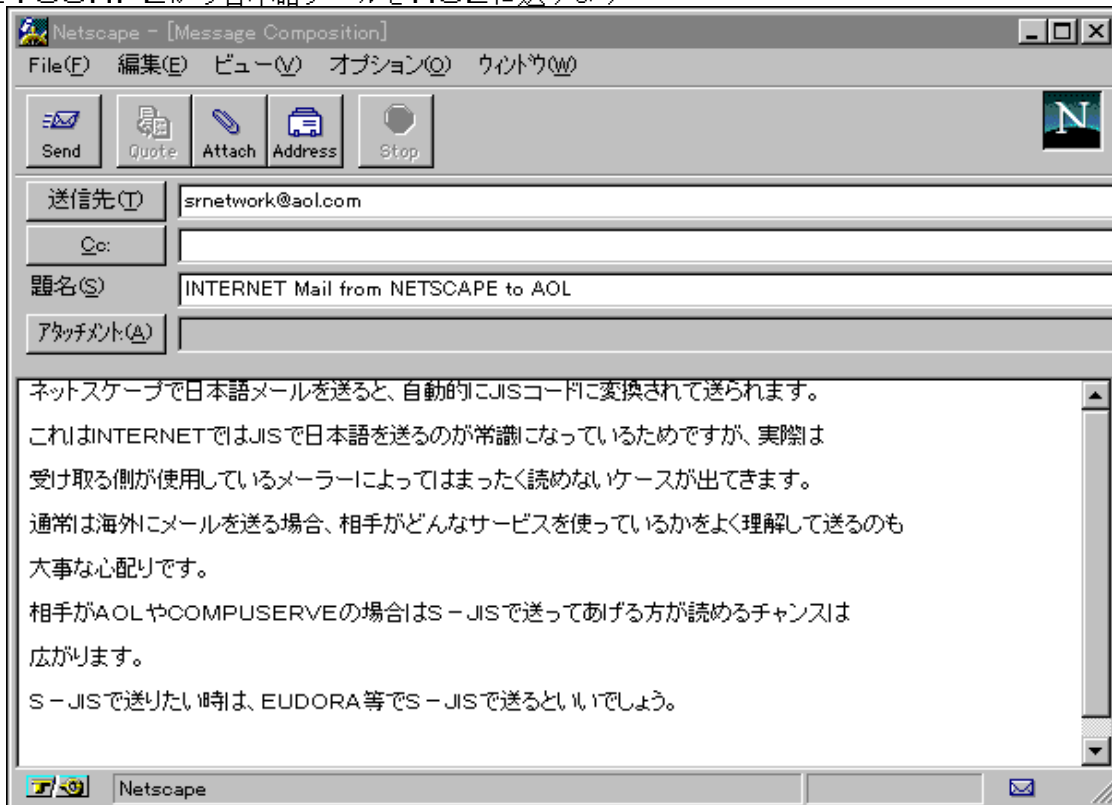 Netscape - [Message Composition]
File(F) 編集(E) ビュー(V) オプション(O) ウィンドウ(W)
Send Quote Attach Address Stop
N
送信先(T) srnetwork@aol.com
Cc:
題名(S) INTERNET Mail from NETSCAPE to AOL
アタッチメント:(A)
ネットスケープで日本語メールを送ると、自動的にJISコードに変換されて送られます。
これはINTERNETではJISで日本語を送るのが常識になっているためですが、実際は
受け取る側が使用しているメーラーによってはまったく読めないケースが出てきます。
通常は海外にメールを送る場合、相手がどんなサービスを使っているかをよく理解して送るのも
大事な心配りです。
相手がAOLやCOMPUSERVEの場合はS-JISで送ってあげる方が読めるチャンスは
広がります。
S-JISで送りたい時は、EUDORA等でS-JISで送るといいでしょう。
Netscape